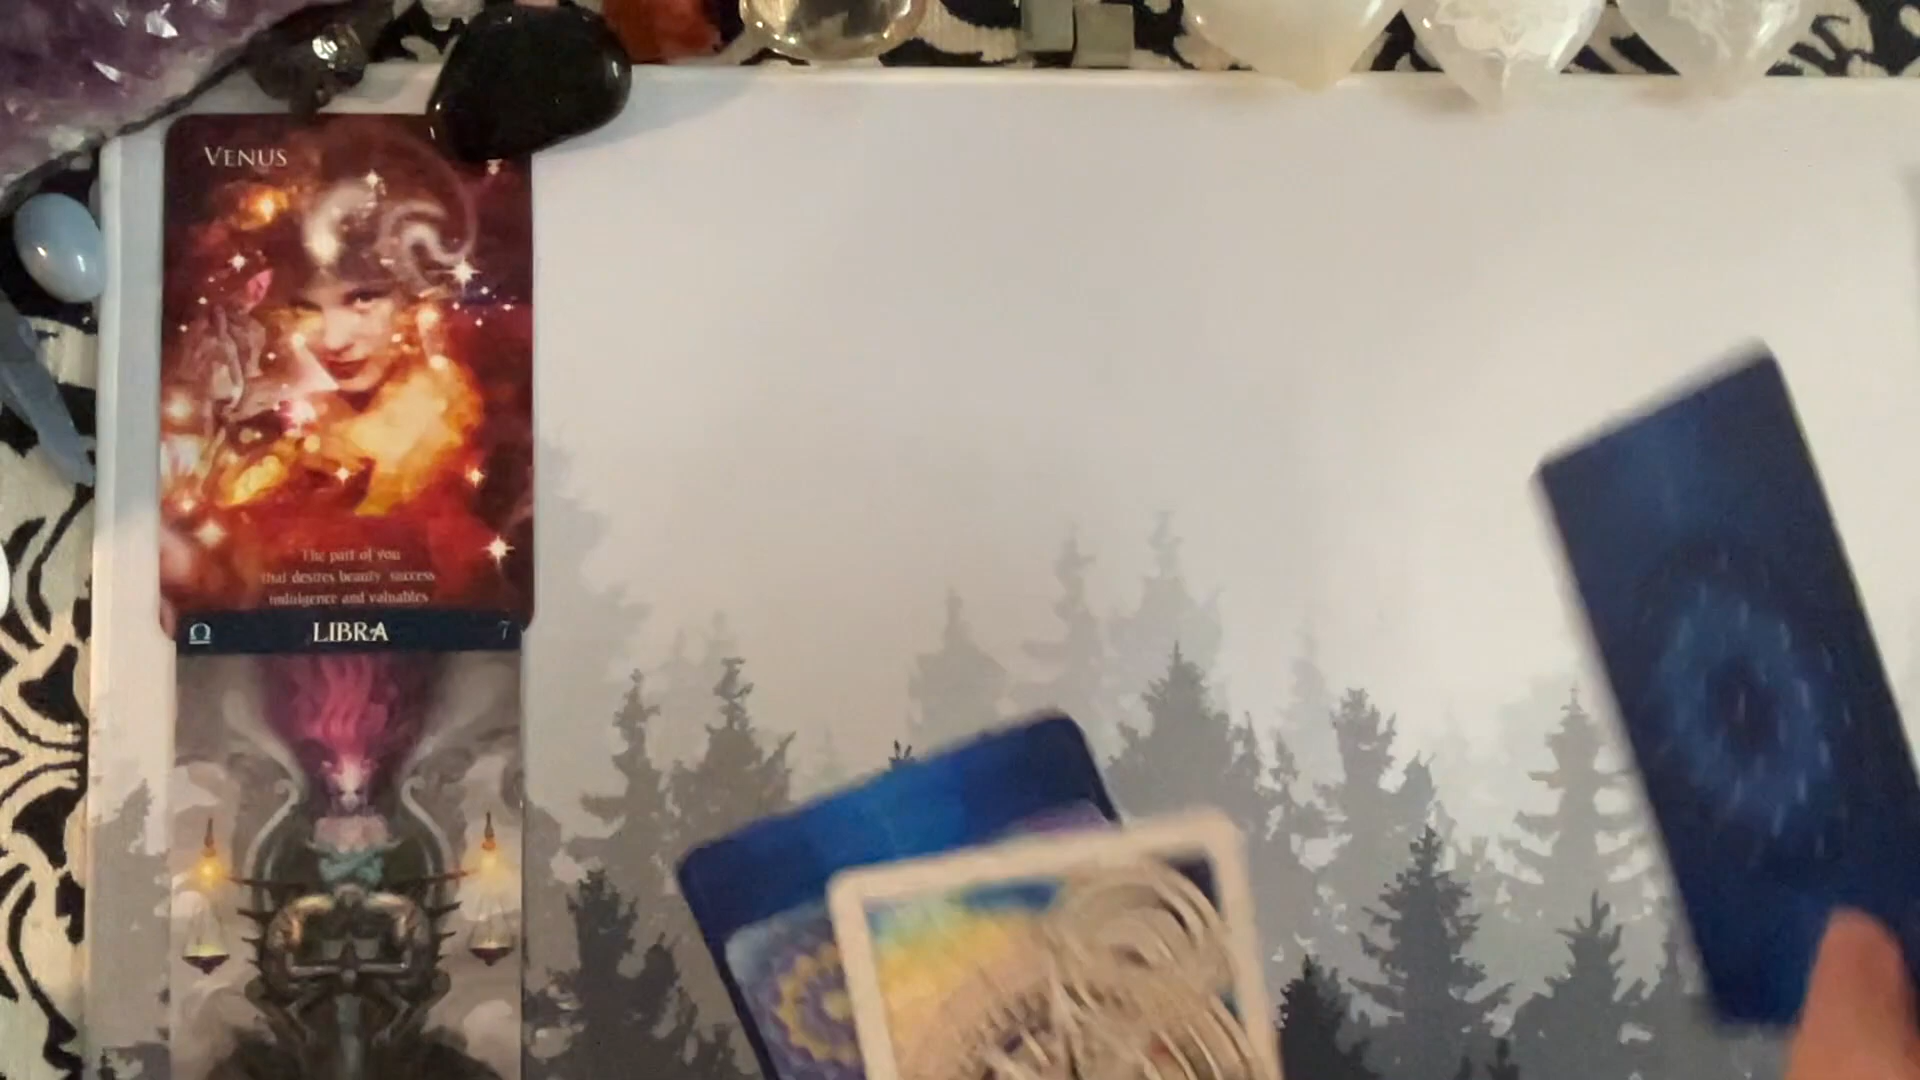 VENUS
The part of you
that desires beauty success
indulgence and valuables
♎ LIBRA 7